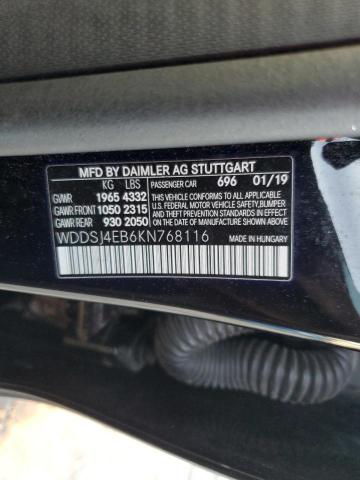 MFD BY DAIMLER AG STUTTGART
KG LBS PASSENGER CAR 696 01/19
GVWR 1965 4332
GAWR FRONT 1050 2315
GAWR REAR 930 2050
THIS VEHICLE CONFORMS TO ALL APPLICABLE
U.S. FEDERAL MOTOR VEHICLE SAFETY, BUMPER
AND THEFT PREVENTION STANDARDS IN EFFECT
ON THE DATE OF MANUFACTURE SHOWN ABOVE.
WDDSJ4EB6KN768116 MADE IN HUNGARY